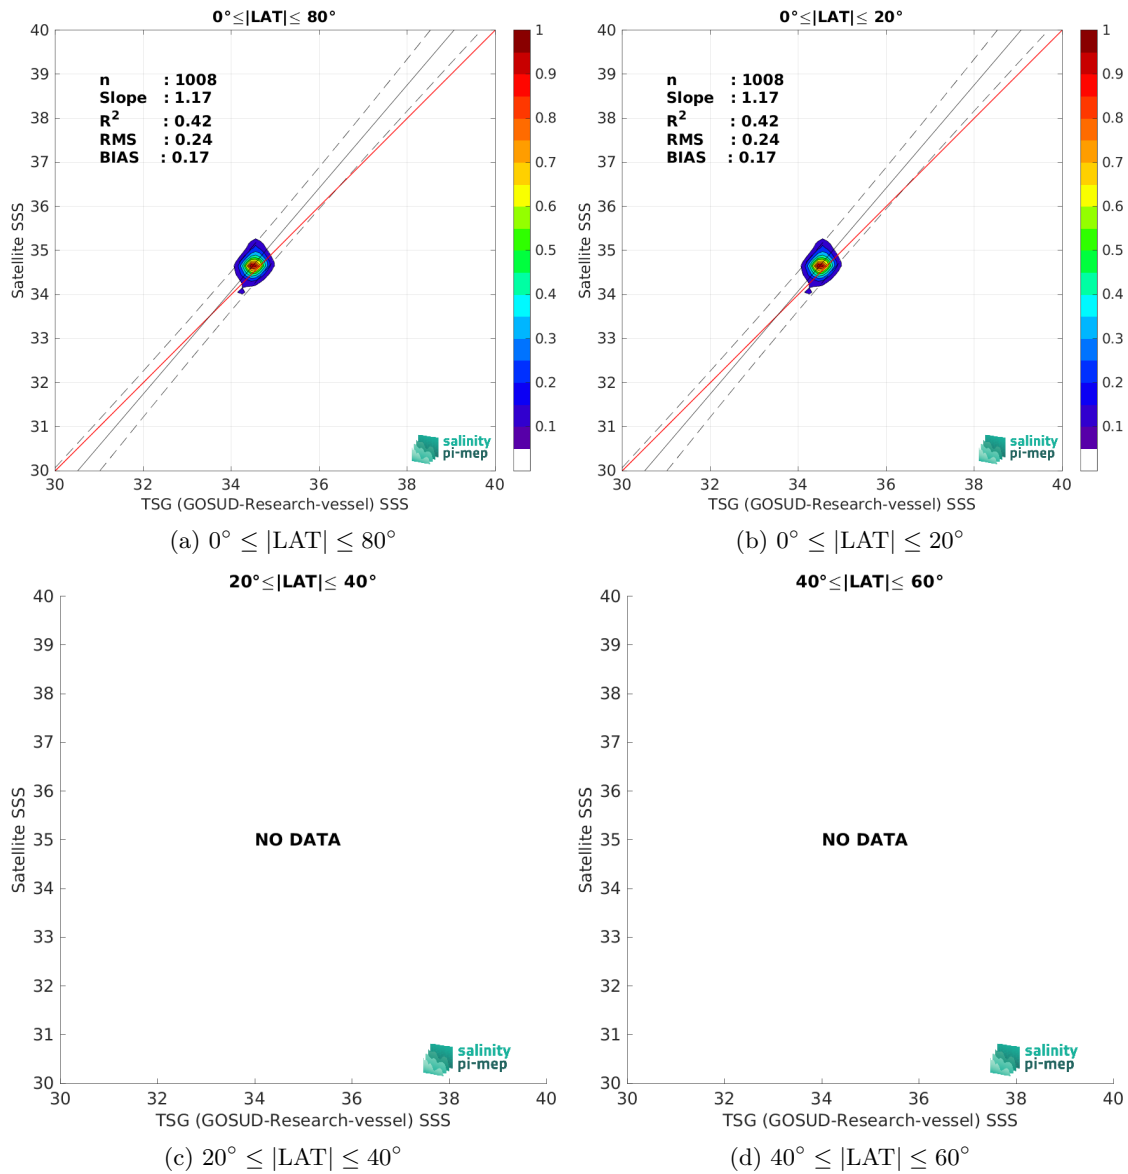 0°≤|LAT|≤ 80°
40
39
38
37
36
35
34
33
32
31
30
Satellite SSS
n : 1008
Slope : 1.17
R² : 0.42
RMS : 0.24
BIAS : 0.17
salinity
pi-mep
30 32 34 36 38 40
TSG (GOSUD-Research-vessel) SSS
1
0.9
0.8
0.7
0.6
0.5
0.4
0.3
0.2
0.1
(a) 0° ≤ |LAT| ≤ 80°
0°≤|LAT|≤ 20°
40
39
38
37
36
35
34
33
32
31
30
Satellite SSS
n : 1008
Slope : 1.17
R² : 0.42
RMS : 0.24
BIAS : 0.17
salinity
pi-mep
30 32 34 36 38 40
TSG (GOSUD-Research-vessel) SSS
1
0.9
0.8
0.7
0.6
0.5
0.4
0.3
0.2
0.1
(b) 0° ≤ |LAT| ≤ 20°
20°≤|LAT|≤ 40°
40
39
38
37
36
35
34
33
32
31
30
Satellite SSS
NO DATA
salinity
pi-mep
30 32 34 36 38 40
TSG (GOSUD-Research-vessel) SSS
(c) 20° ≤ |LAT| ≤ 40°
40°≤|LAT|≤ 60°
40
39
38
37
36
35
34
33
32
31
30
Satellite SSS
NO DATA
salinity
pi-mep
30 32 34 36 38 40
TSG (GOSUD-Research-vessel) SSS
(d) 40° ≤ |LAT| ≤ 60°